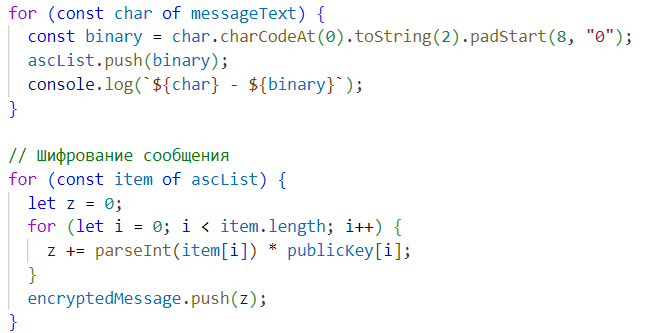 for (const char of messageText) {
  const binary = char.charCodeAt(0).toString(2).padStart(8, "0");
  ascList.push(binary);
  console.log(`${char} - ${binary}`);
}

// Шифрование сообщения
for (const item of ascList) {
  let z = 0;
  for (let i = 0; i < item.length; i++) {
    z += parseInt(item[i]) * publicKey[i];
  }
  encryptedMessage.push(z);
}